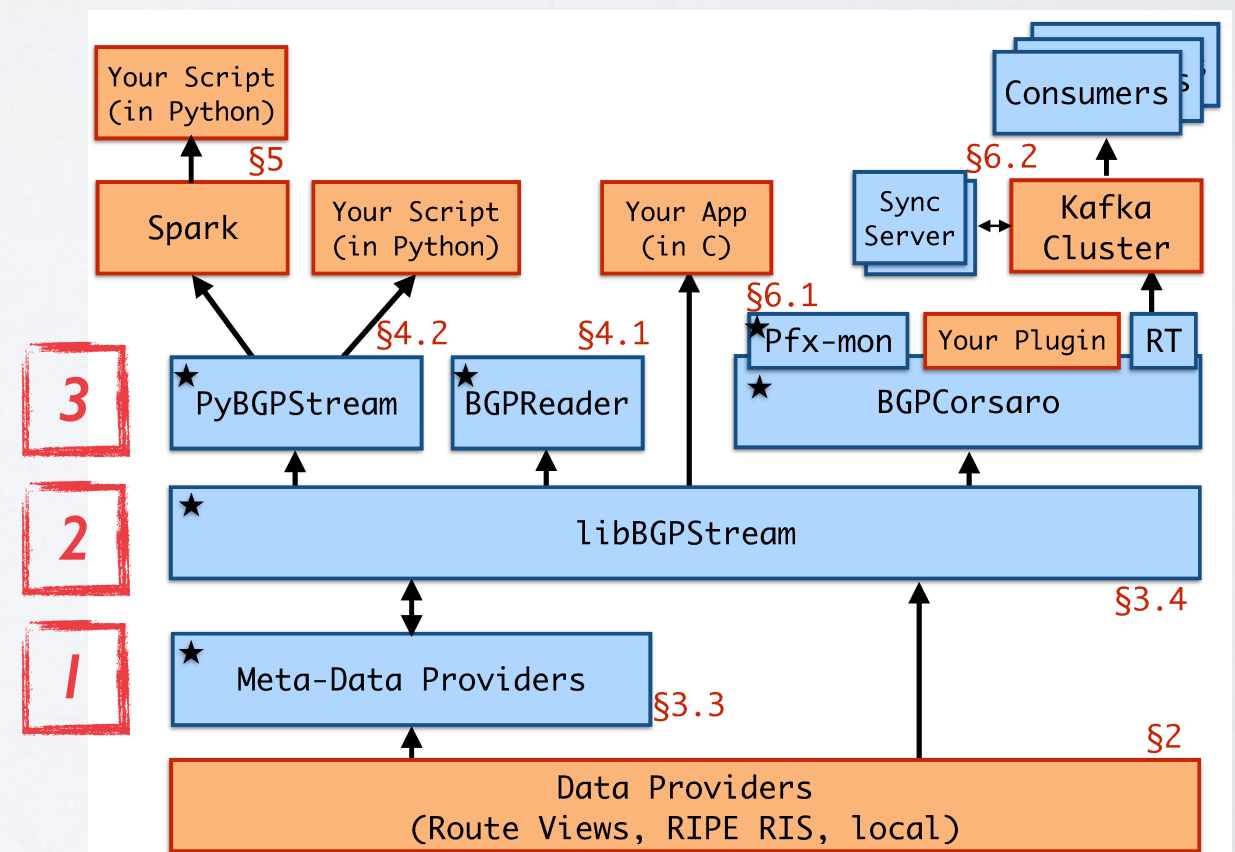 Your Script
(in Python)
§5
Consumers
s
§6.2
Spark
Your Script
(in Python)
Your App
(in C)
Sync
Server
Kafka
Cluster
§4.2
§4.1
§6.1
Pfx-mon
Your Plugin
RT
3
PyBGPStream
BGPReader
BGPCorsaro
2
libBGPStream
§3.4
1
Meta-Data Providers
§3.3
§2
Data Providers
(Route Views, RIPE RIS, local)